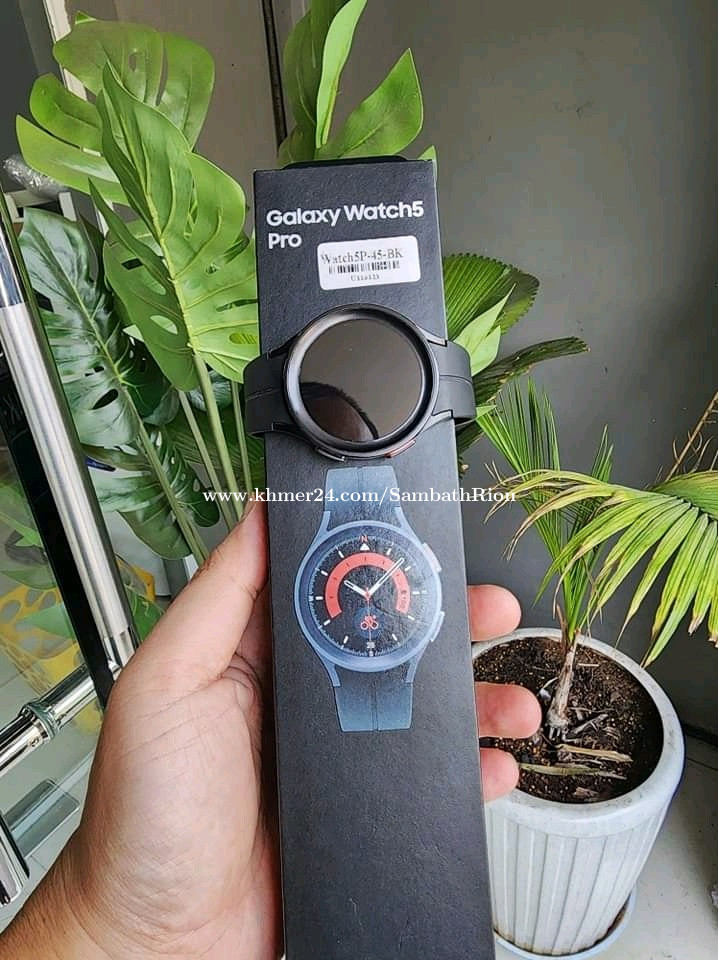 Galaxy Watch5
Pro
Watch5P-45-BK
www.khmer24.com/SambathRion
N